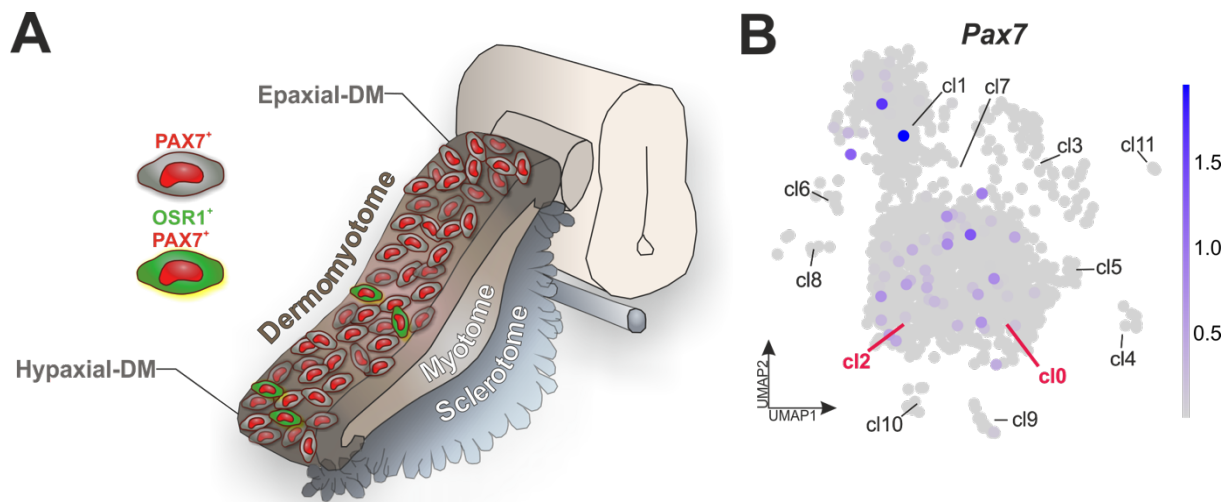 A
Epaxial-DM
PAX7+
OSR1+
PAX7+
Dermomyotome
Myotome
Sclerotome
Hypaxial-DM
B
Pax7
cl1
cl7
cl3
cl11
cl6
cl8
cl5
cl4
cl2
cl0
cl10
cl9
UMAP2
UMAP1
1.5
1.0
0.5